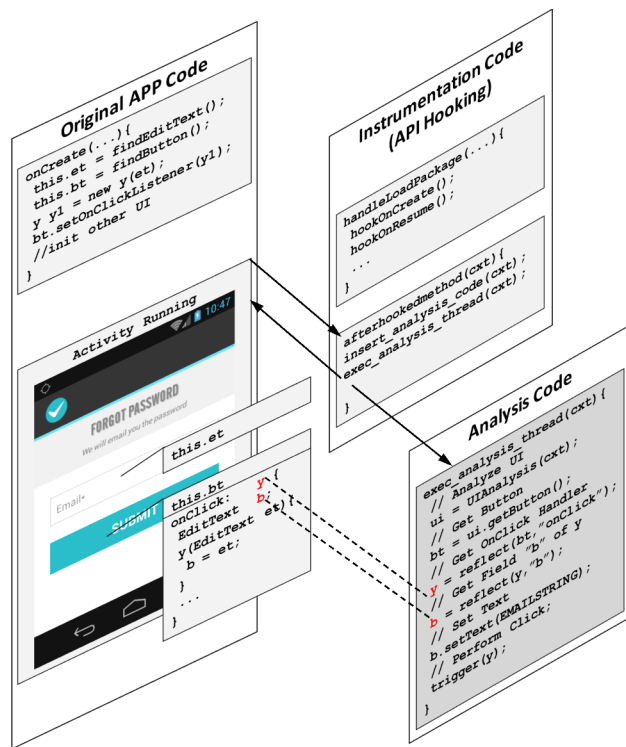 Original APP Code
onCreate(...){
this.et = findEditText();
this.bt = findButton();
y y1 = new y(et);
bt.setOnClickListener(y1);
//init other UI
}
Activity Running
10:47
FORGOT PASSWORD
We will email you the password
Email*
SUBMIT
this.et
this.bt
onClick: y {
EditText b;
y(EditText et){
b = et;
}
...
}
Instrumentation Code
(API Hooking)
handleLoadPackage(...){
hookOnCreate();
hookOnResume();
...
}
afterhookedmethod(cxt){
insert_analysis_code(cxt);
exec_analysis_thread(cxt);
}
Analysis Code
exec_analysis_thread(cxt){
// Analyze UI
ui = UIAnalysis(cxt);
// Get Button
bt = ui.getButton();
// Get OnClick Handler
y = reflect(bt,"onClick");
// Get Field "b" of y
b = reflect(y,"b");
// Set Text
b.setText(EMAILSTRING);
// Perform Click;
trigger(y);
}